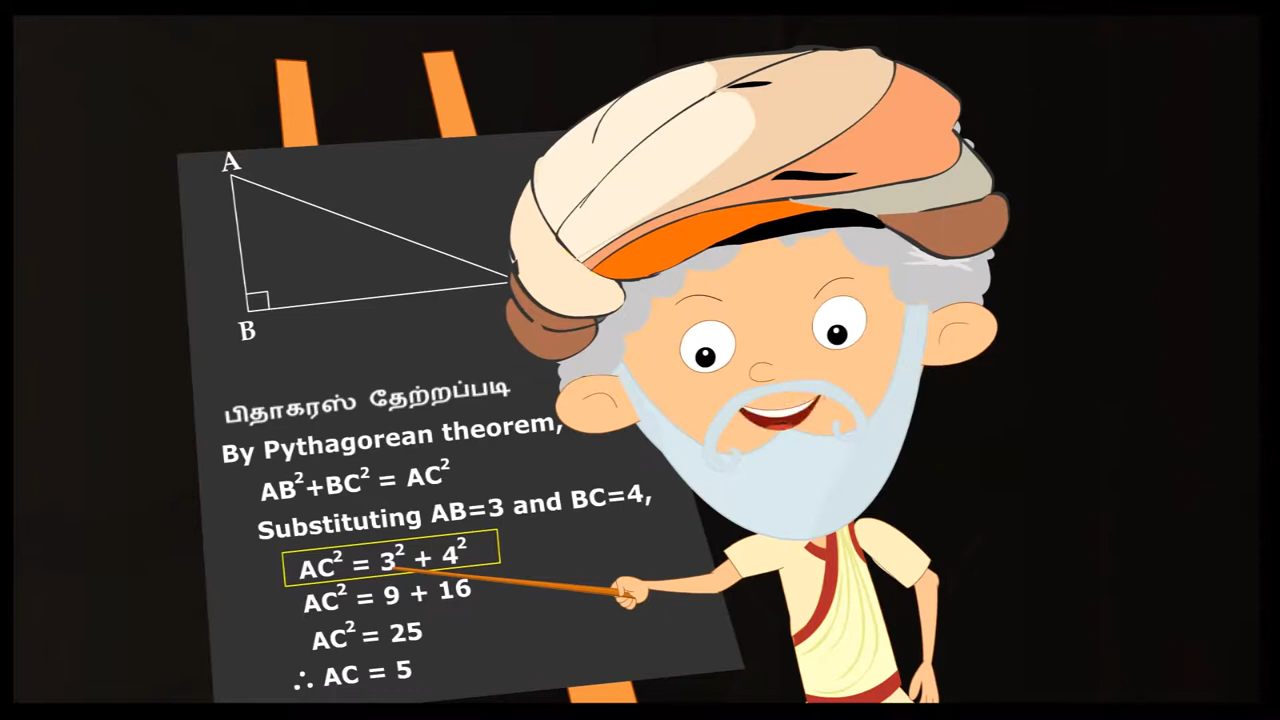 A
B
பிதாகரஸ் தேற்றப்படி
By Pythagorean theorem,
AB²+BC² = AC²
Substituting AB=3 and BC=4,
AC² = 3² + 4²
AC² = 9 + 16
AC² = 25
∴ AC = 5